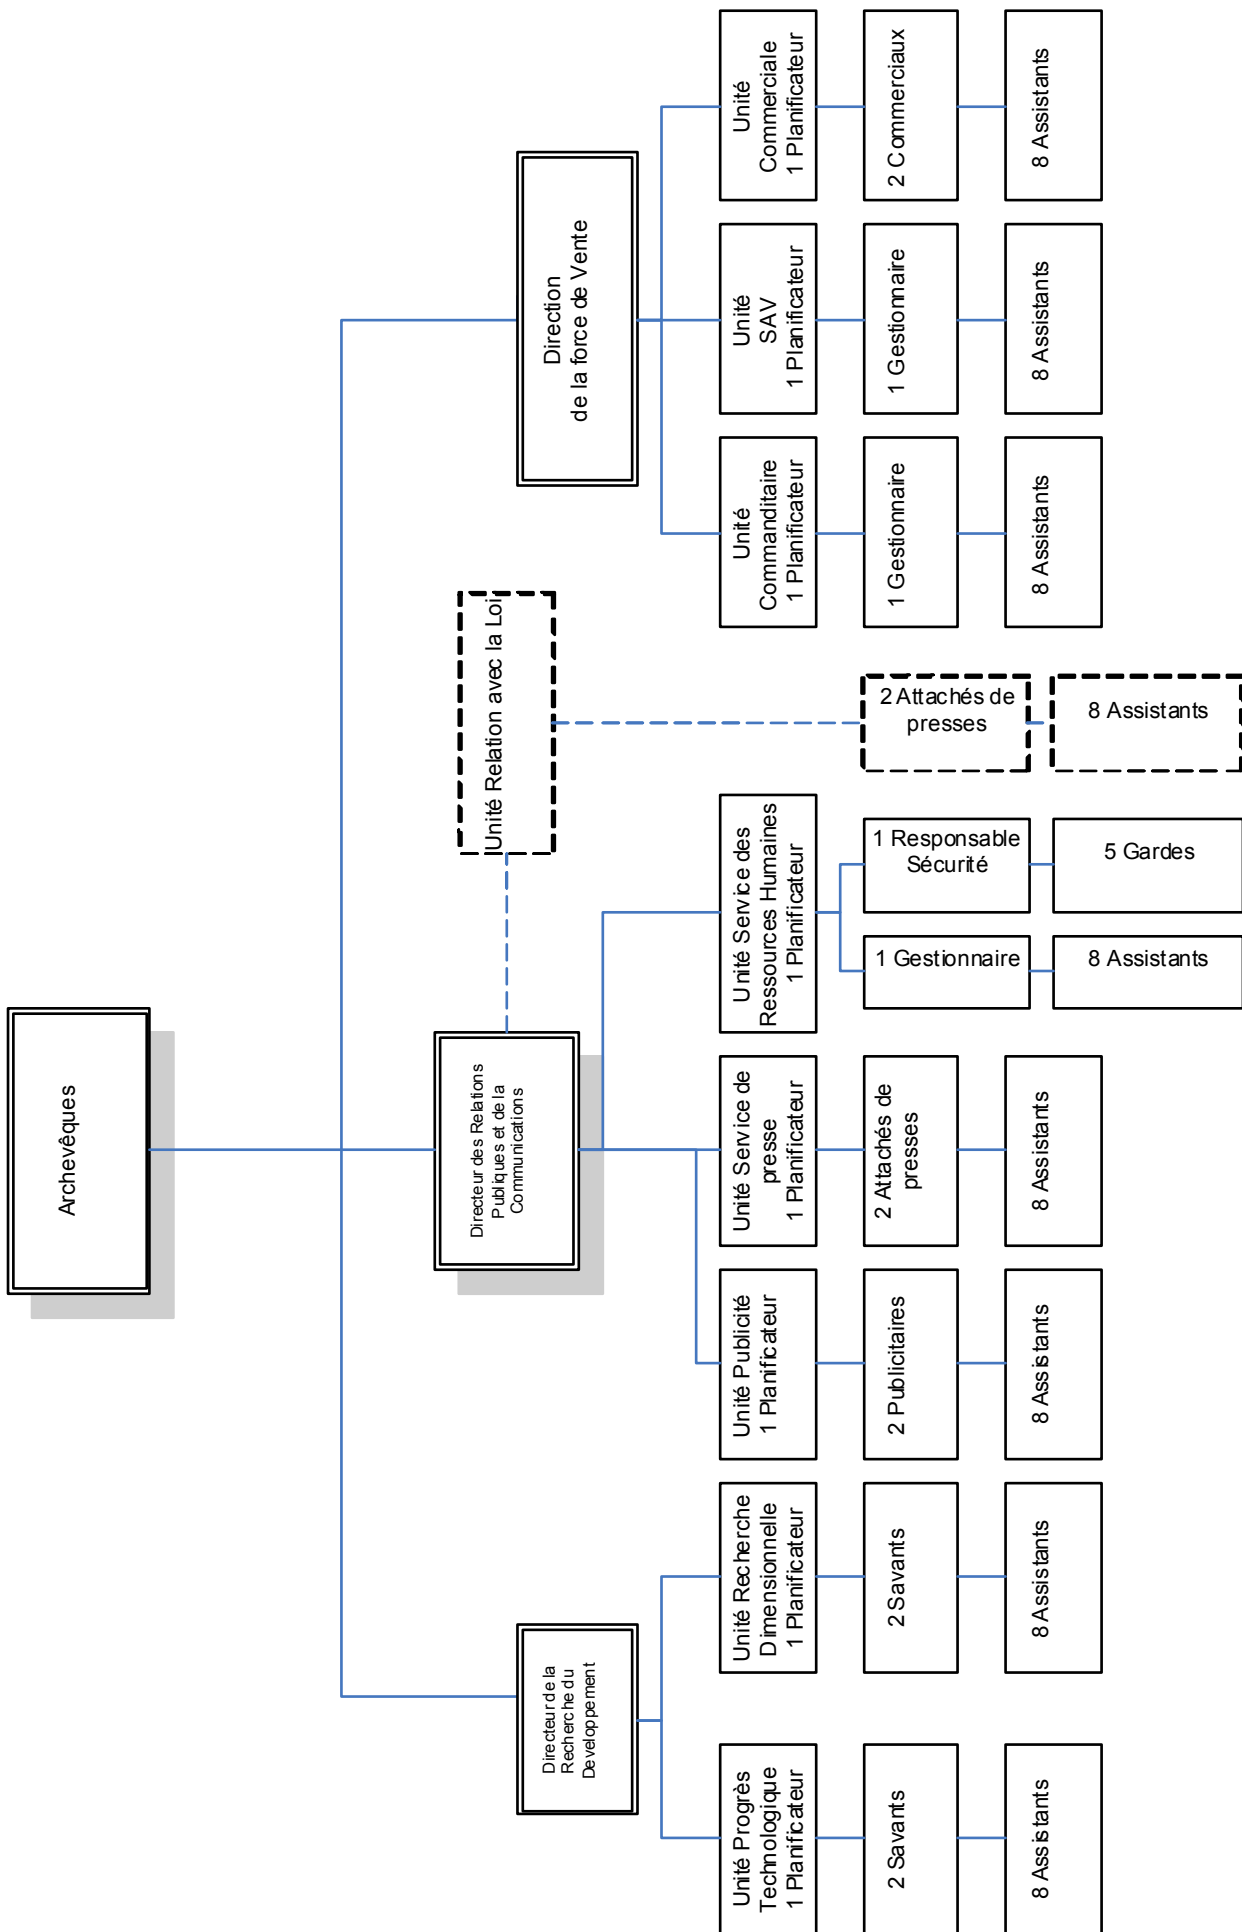 Archevêques
Directeur de la
Recherche du
Developpement
Directeur des Relations
Publiques et de la
Communications
Unité Relation avec la Loi
Direction
de la force de Vente
Unité Progrès
Technologique
1 Planificateur
Unité Recherche
Dimensionnelle
1 Planificateur
Unité Publicité
1 Planificateur
Unité Service de
presse
1 Planificateur
Unité Service des
Ressources Humaines
1 Planificateur
Unité
Commanditaire
1 Planificateur
Unité
SAV
1 Planificateur
Unité
Commerciale
1 Planificateur
2 Savants
2 Savants
2 Publicitaires
2 Attachés de
presses
1 Gestionnaire
1 Responsable
Sécurité
2 Attachés de
presses
1 Gestionnaire
1 Gestionnaire
2 Commerciaux
8 Assistants
8 Assistants
8 Assistants
8 Assistants
8 Assistants
5 Gardes
8 Assistants
8 Assistants
8 Assistants
8 Assistants